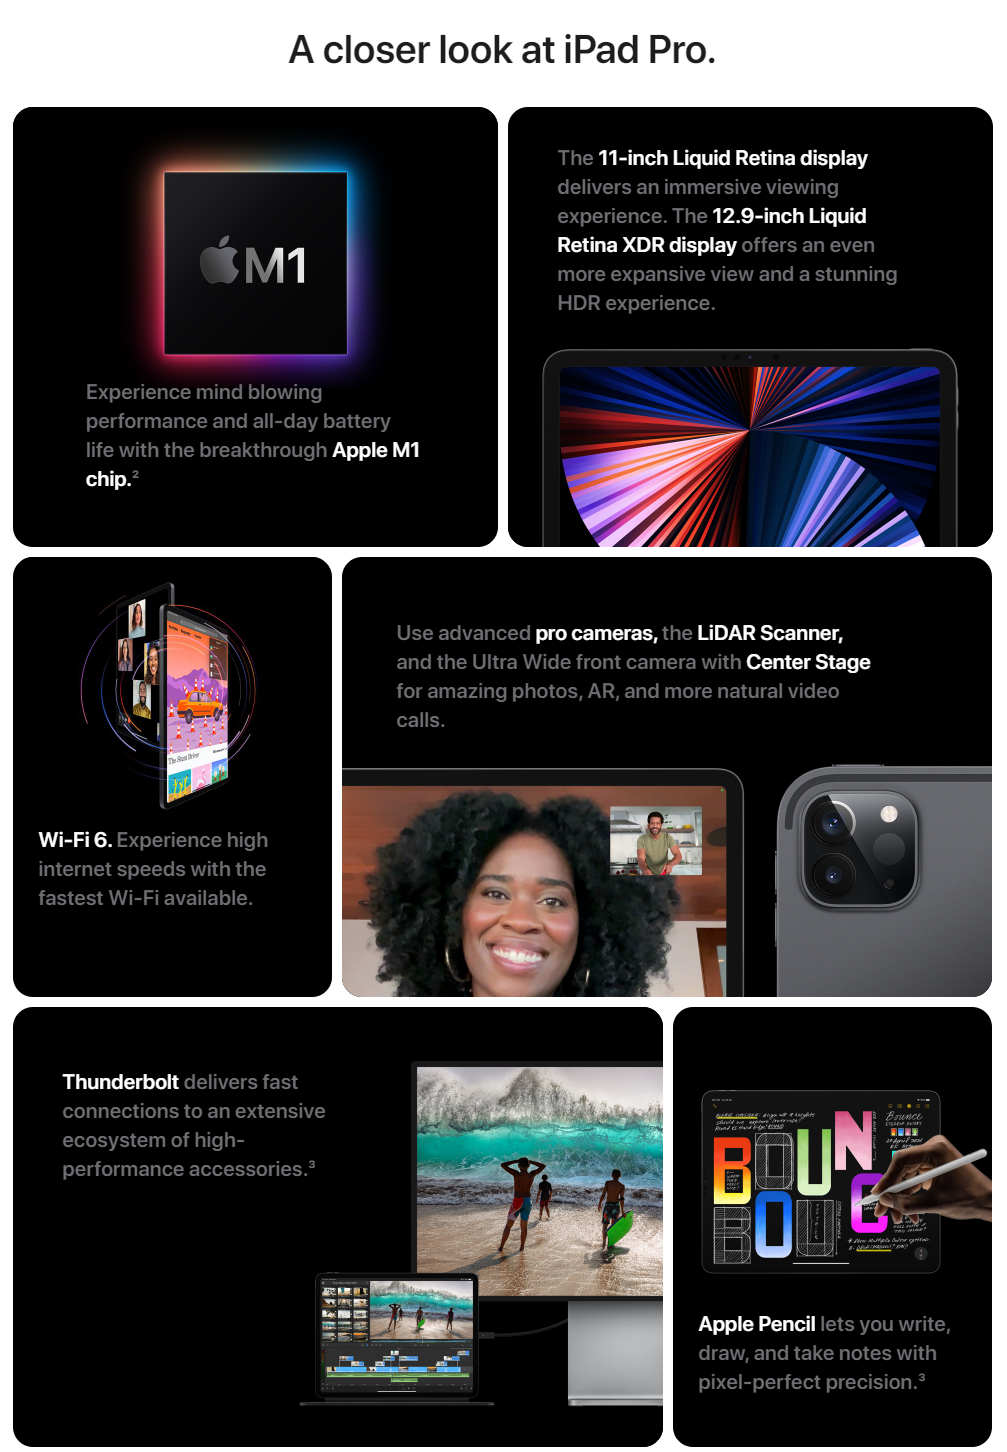 A closer look at iPad Pro.
M1
Experience mind blowing
performance and all-day battery
life with the breakthrough Apple M1
chip.²
The 11-inch Liquid Retina display
delivers an immersive viewing
experience. The 12.9-inch Liquid
Retina XDR display offers an even
more expansive view and a stunning
HDR experience.
The Stunt Driver
Wi-Fi 6. Experience high
internet speeds with the
fastest Wi-Fi available.
Use advanced pro cameras, the LiDAR Scanner,
and the Ultra Wide front camera with Center Stage
for amazing photos, AR, and more natural video
calls.
Thunderbolt delivers fast
connections to an extensive
ecosystem of high-
performance accessories.³
Bounce
BOUN
BOU C
Apple Pencil lets you write,
draw, and take notes with
pixel-perfect precision.³